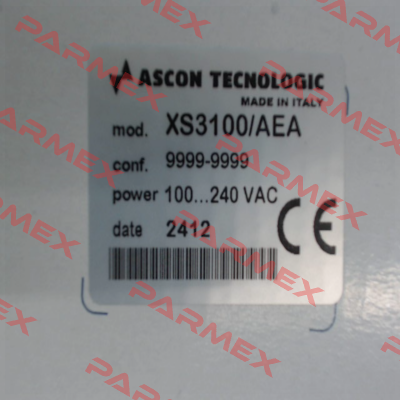 ASCON TECNOLOGIC
MADE IN ITALY
mod. XS3100/AEA
conf. 9999-9999
power 100...240 VAC
date 2412
CE
PARMEX
PARMEX
PARMEX
PARMEX
PARMEX
PARMEX
PARMEX